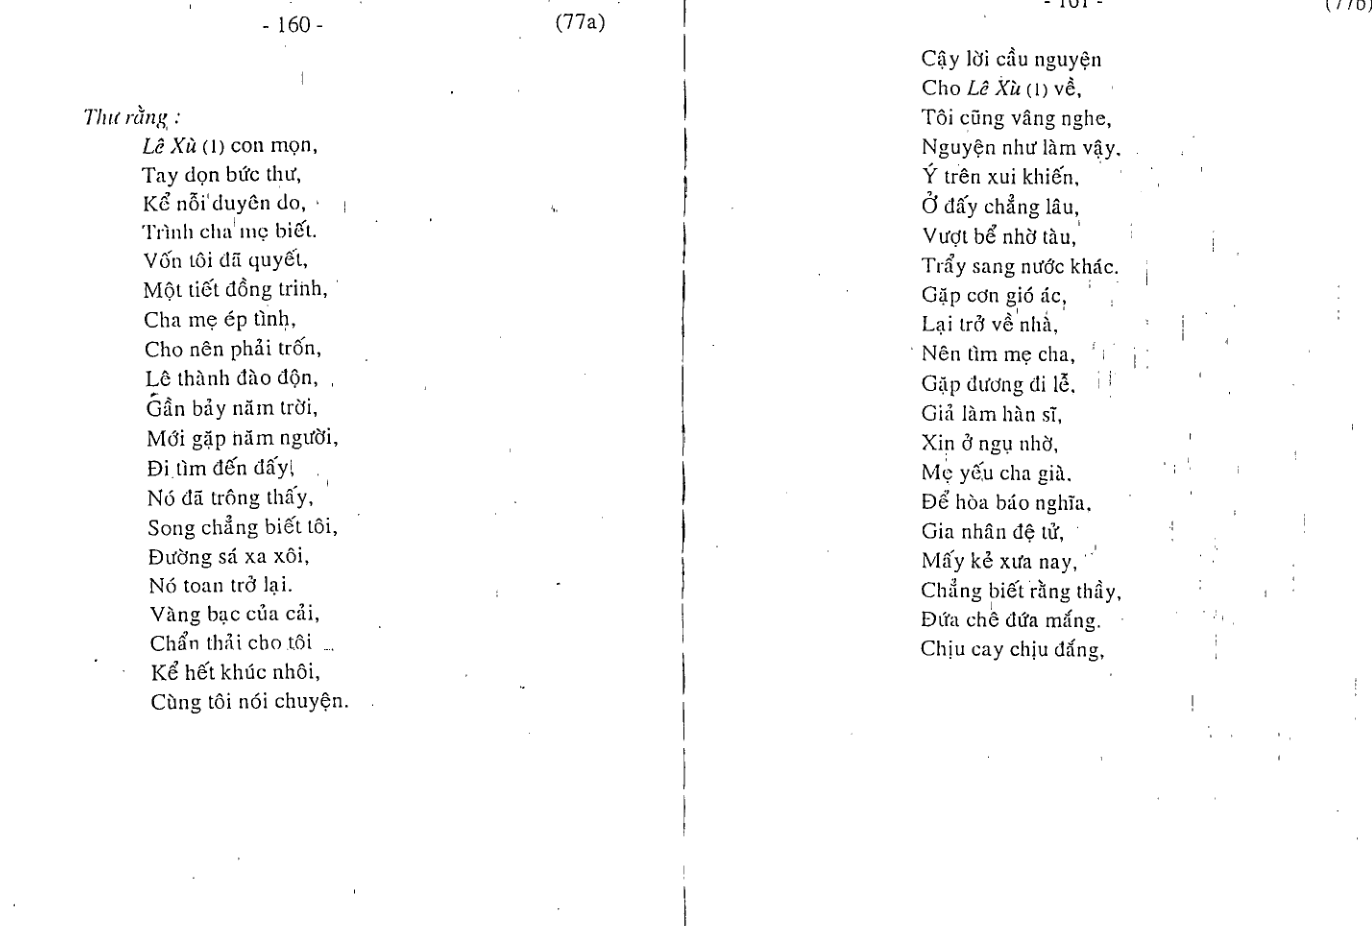 - 160 -
(77a)
Thư rằng :
Lê Xù (1) con mọn,
Tay dọn bức thư,
Kể nỗi duyên do,
Trình cha mẹ biết.
Vốn tôi đã quyết,
Một tiết đồng trinh,
Cha mẹ ép tình,
Cho nên phải trốn,
Lê thành đào độn,
Gần bảy năm trời,
Mới gặp năm người,
Đi tìm đến đấy,
Nó đã trông thấy,
Song chẳng biết tôi,
Đường sá xa xôi,
Nó toan trở lại.
Vàng bạc của cải,
Chẩn thải cho tôi
Kể hết khúc nhôi,
Cùng tôi nói chuyện.
- 161 -
(77b)
Cậy lời cầu nguyện
Cho Lê Xù (1) về,
Tôi cũng vâng nghe,
Nguyện như làm vậy.
Ý trên xui khiến,
Ở đấy chẳng lâu,
Vượt bể nhờ tàu,
Trẩy sang nước khác.
Gặp cơn gió ác,
Lại trở về nhà,
Nên tìm mẹ cha,
Gặp đương đi lễ.
Giả làm hàn sĩ,
Xin ở ngụ nhờ,
Mẹ yếu cha già.
Để hòa báo nghĩa.
Gia nhân đệ tử,
Mấy kẻ xưa nay,
Chẳng biết rằng thầy,
Đứa chê đứa mắng.
Chịu cay chịu đắng,